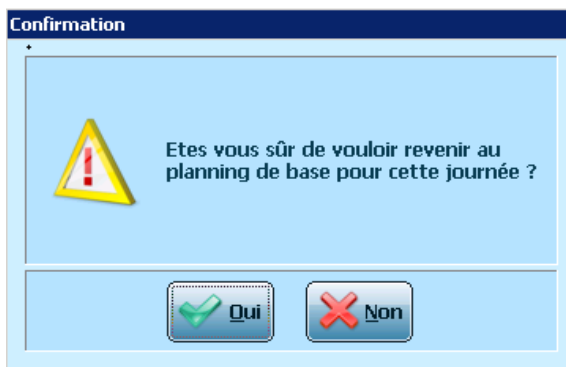 Confirmation
Etes vous sûr de vouloir revenir au
planning de base pour cette journée ?
Oui
Non